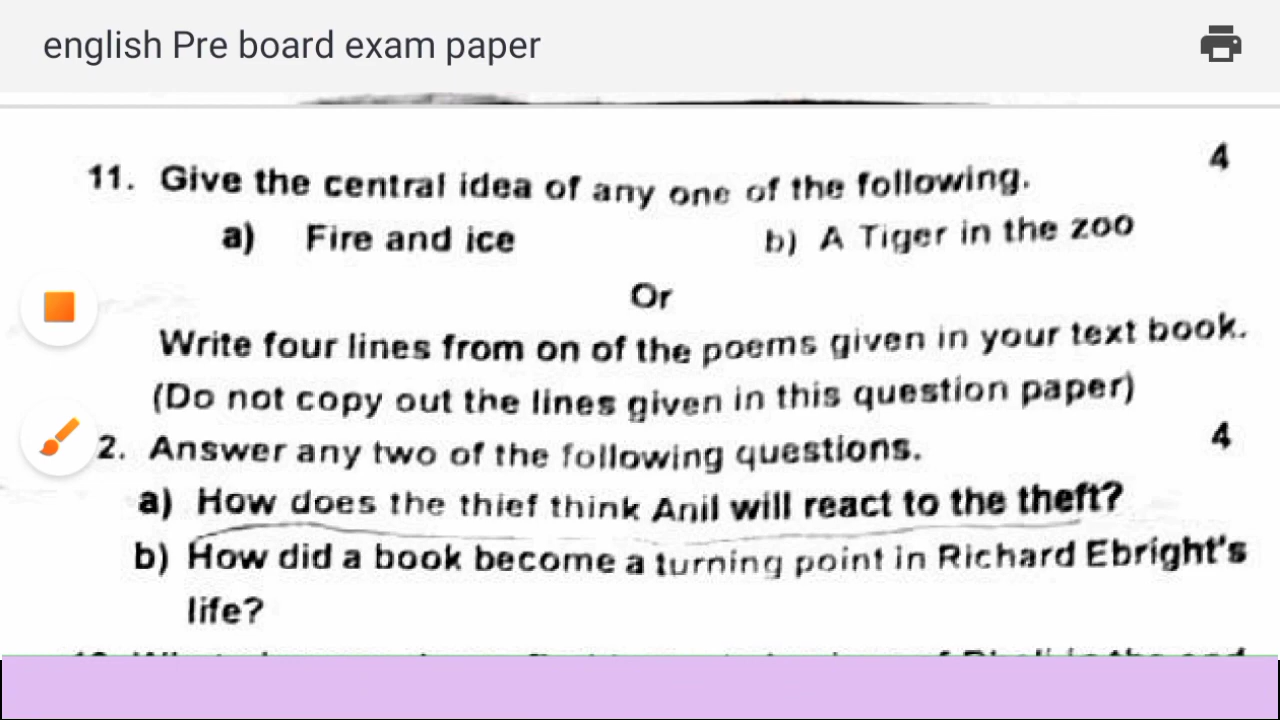 english Pre board exam paper
4
11. Give the central idea of any one of the following.
a) Fire and ice b) A Tiger in the zoo
Or
Write four lines from on of the poems given in your text book.
(Do not copy out the lines given in this question paper)
2. Answer any two of the following questions. 4
a) How does the thief think Anil will react to the theft?
b) How did a book become a turning point in Richard Ebright's
life?